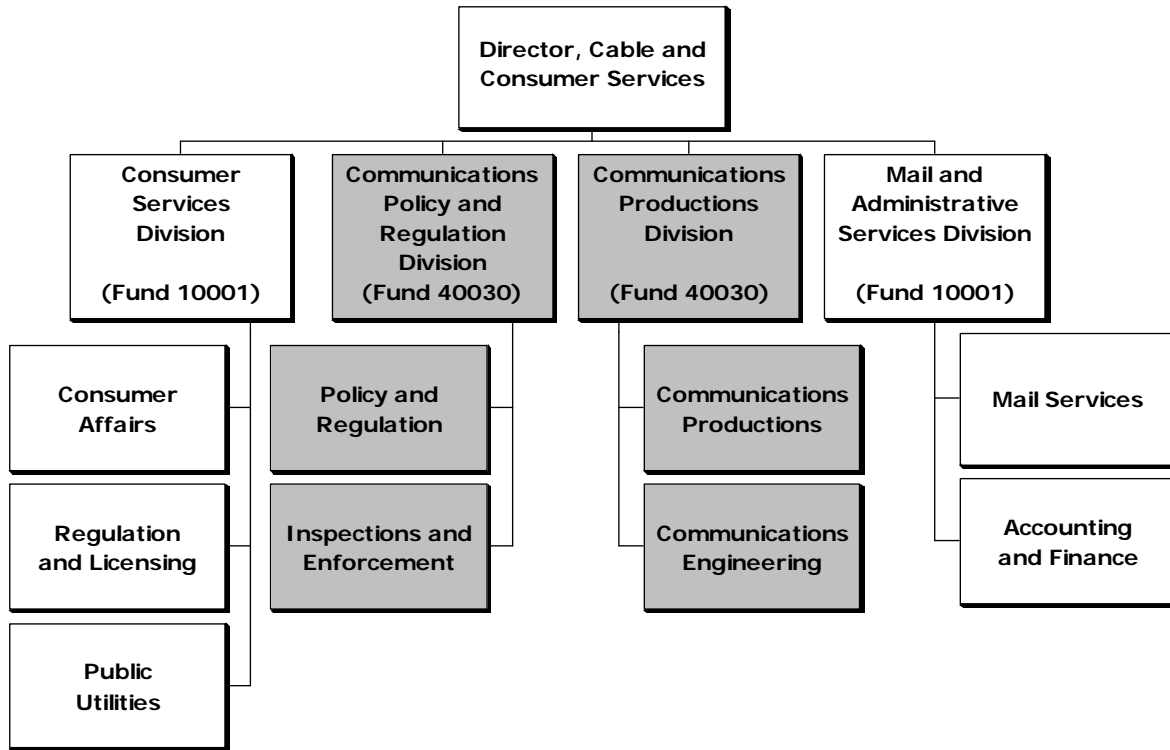 Director, Cable and
Consumer Services
Consumer
Services
Division
(Fund 10001)
Communications
Policy and
Regulation
Division
(Fund 40030)
Communications
Productions
Division
(Fund 40030)
Mail and
Administrative
Services Division
(Fund 10001)
Consumer
Affairs
Policy and
Regulation
Communications
Productions
Mail Services
Regulation
and Licensing
Inspections and
Enforcement
Communications
Engineering
Accounting
and Finance
Public
Utilities